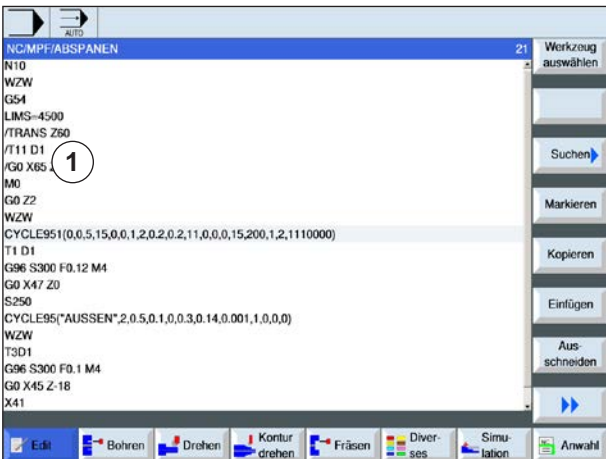 AUTO
NC/MPF/ABSPANEN 21
N10
WZW
G54
LIMS=4500
/TRANS Z60
/T11 D1
/G0 X65
1
M0
G0 Z2
WZW
CYCLE951(0,0,5,15,0,0,1,2,0.2,0.2,11,0,0,0,15,200,1,2,1110000)
T1 D1
G96 S300 F0.12 M4
G0 X47 Z0
S250
CYCLE95("AUSSEN",2,0.5,0.1,0,0.3,0.14,0.001,1,0,0,0)
WZW
T3D1
G96 S300 F0.1 M4
G0 X45 Z-18
X41
Werkzeug
auswählen
Suchen
Markieren
Kopieren
Einfügen
Aus-
schneiden
Edit
Bohren
Drehen
Kontur
drehen
Fräsen
Diver-
ses
Simu-
lation
Anwahl